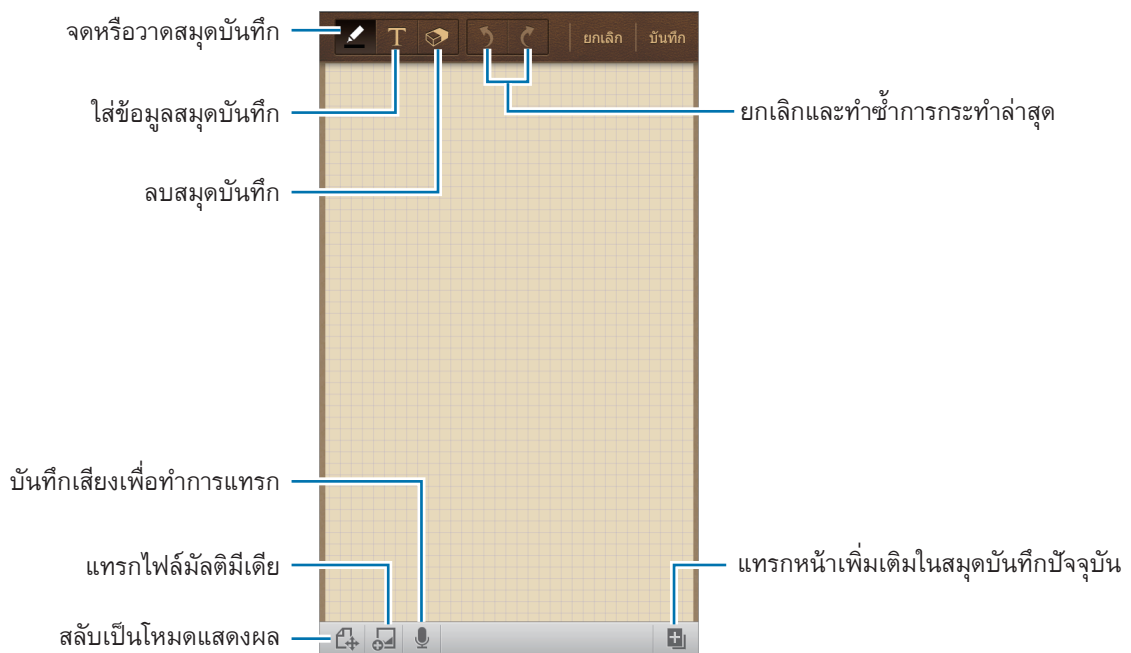 จดหรือวาดสมุดบันทึก
T
ยกเลิก
บันทึก
ใส่ข้อมูลสมุดบันทึก
ยกเลิกและทำซ้ำการกระทำล่าสุด
ลบสมุดบันทึก
บันทึกเสียงเพื่อทำการแทรก
แทรกไฟล์มัลติมีเดีย
แทรกหน้าเพิ่มเติมในสมุดบันทึกปัจจุบัน
สลับเป็นโหมดแสดงผล